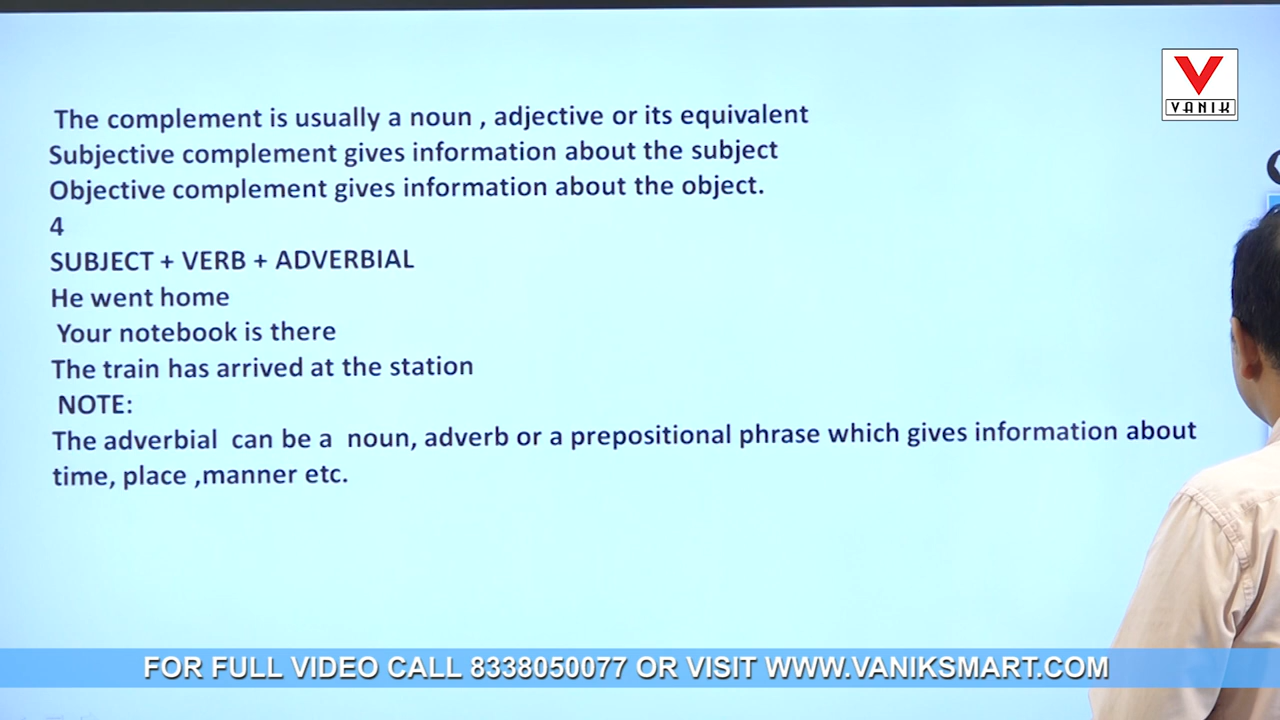 VANIK
The complement is usually a noun , adjective or its equivalent
Subjective complement gives information about the subject
Objective complement gives information about the object.
4
SUBJECT + VERB + ADVERBIAL
He went home
Your notebook is there
The train has arrived at the station
NOTE:
The adverbial can be a noun, adverb or a prepositional phrase which gives information about
time, place ,manner etc.
FOR FULL VIDEO CALL 8338050077 OR VISIT WWW.VANIKSMART.COM